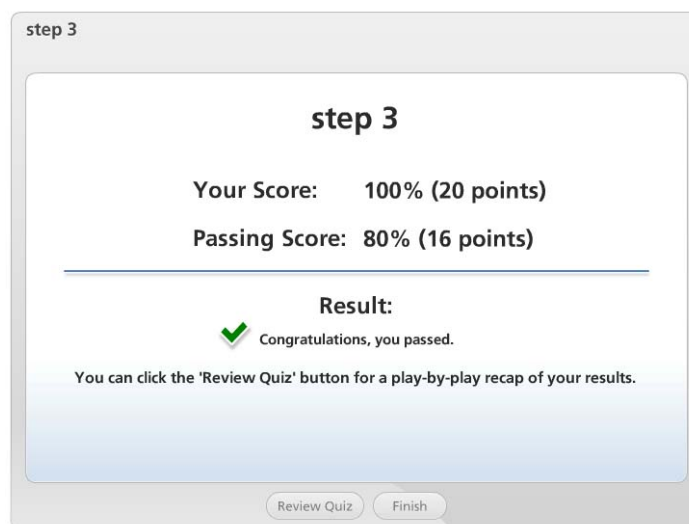 step 3
step 3
Your Score: 100% (20 points)
Passing Score: 80% (16 points)
Result:
Congratulations, you passed.
You can click the 'Review Quiz' button for a play-by-play recap of your results.
Review Quiz Finish